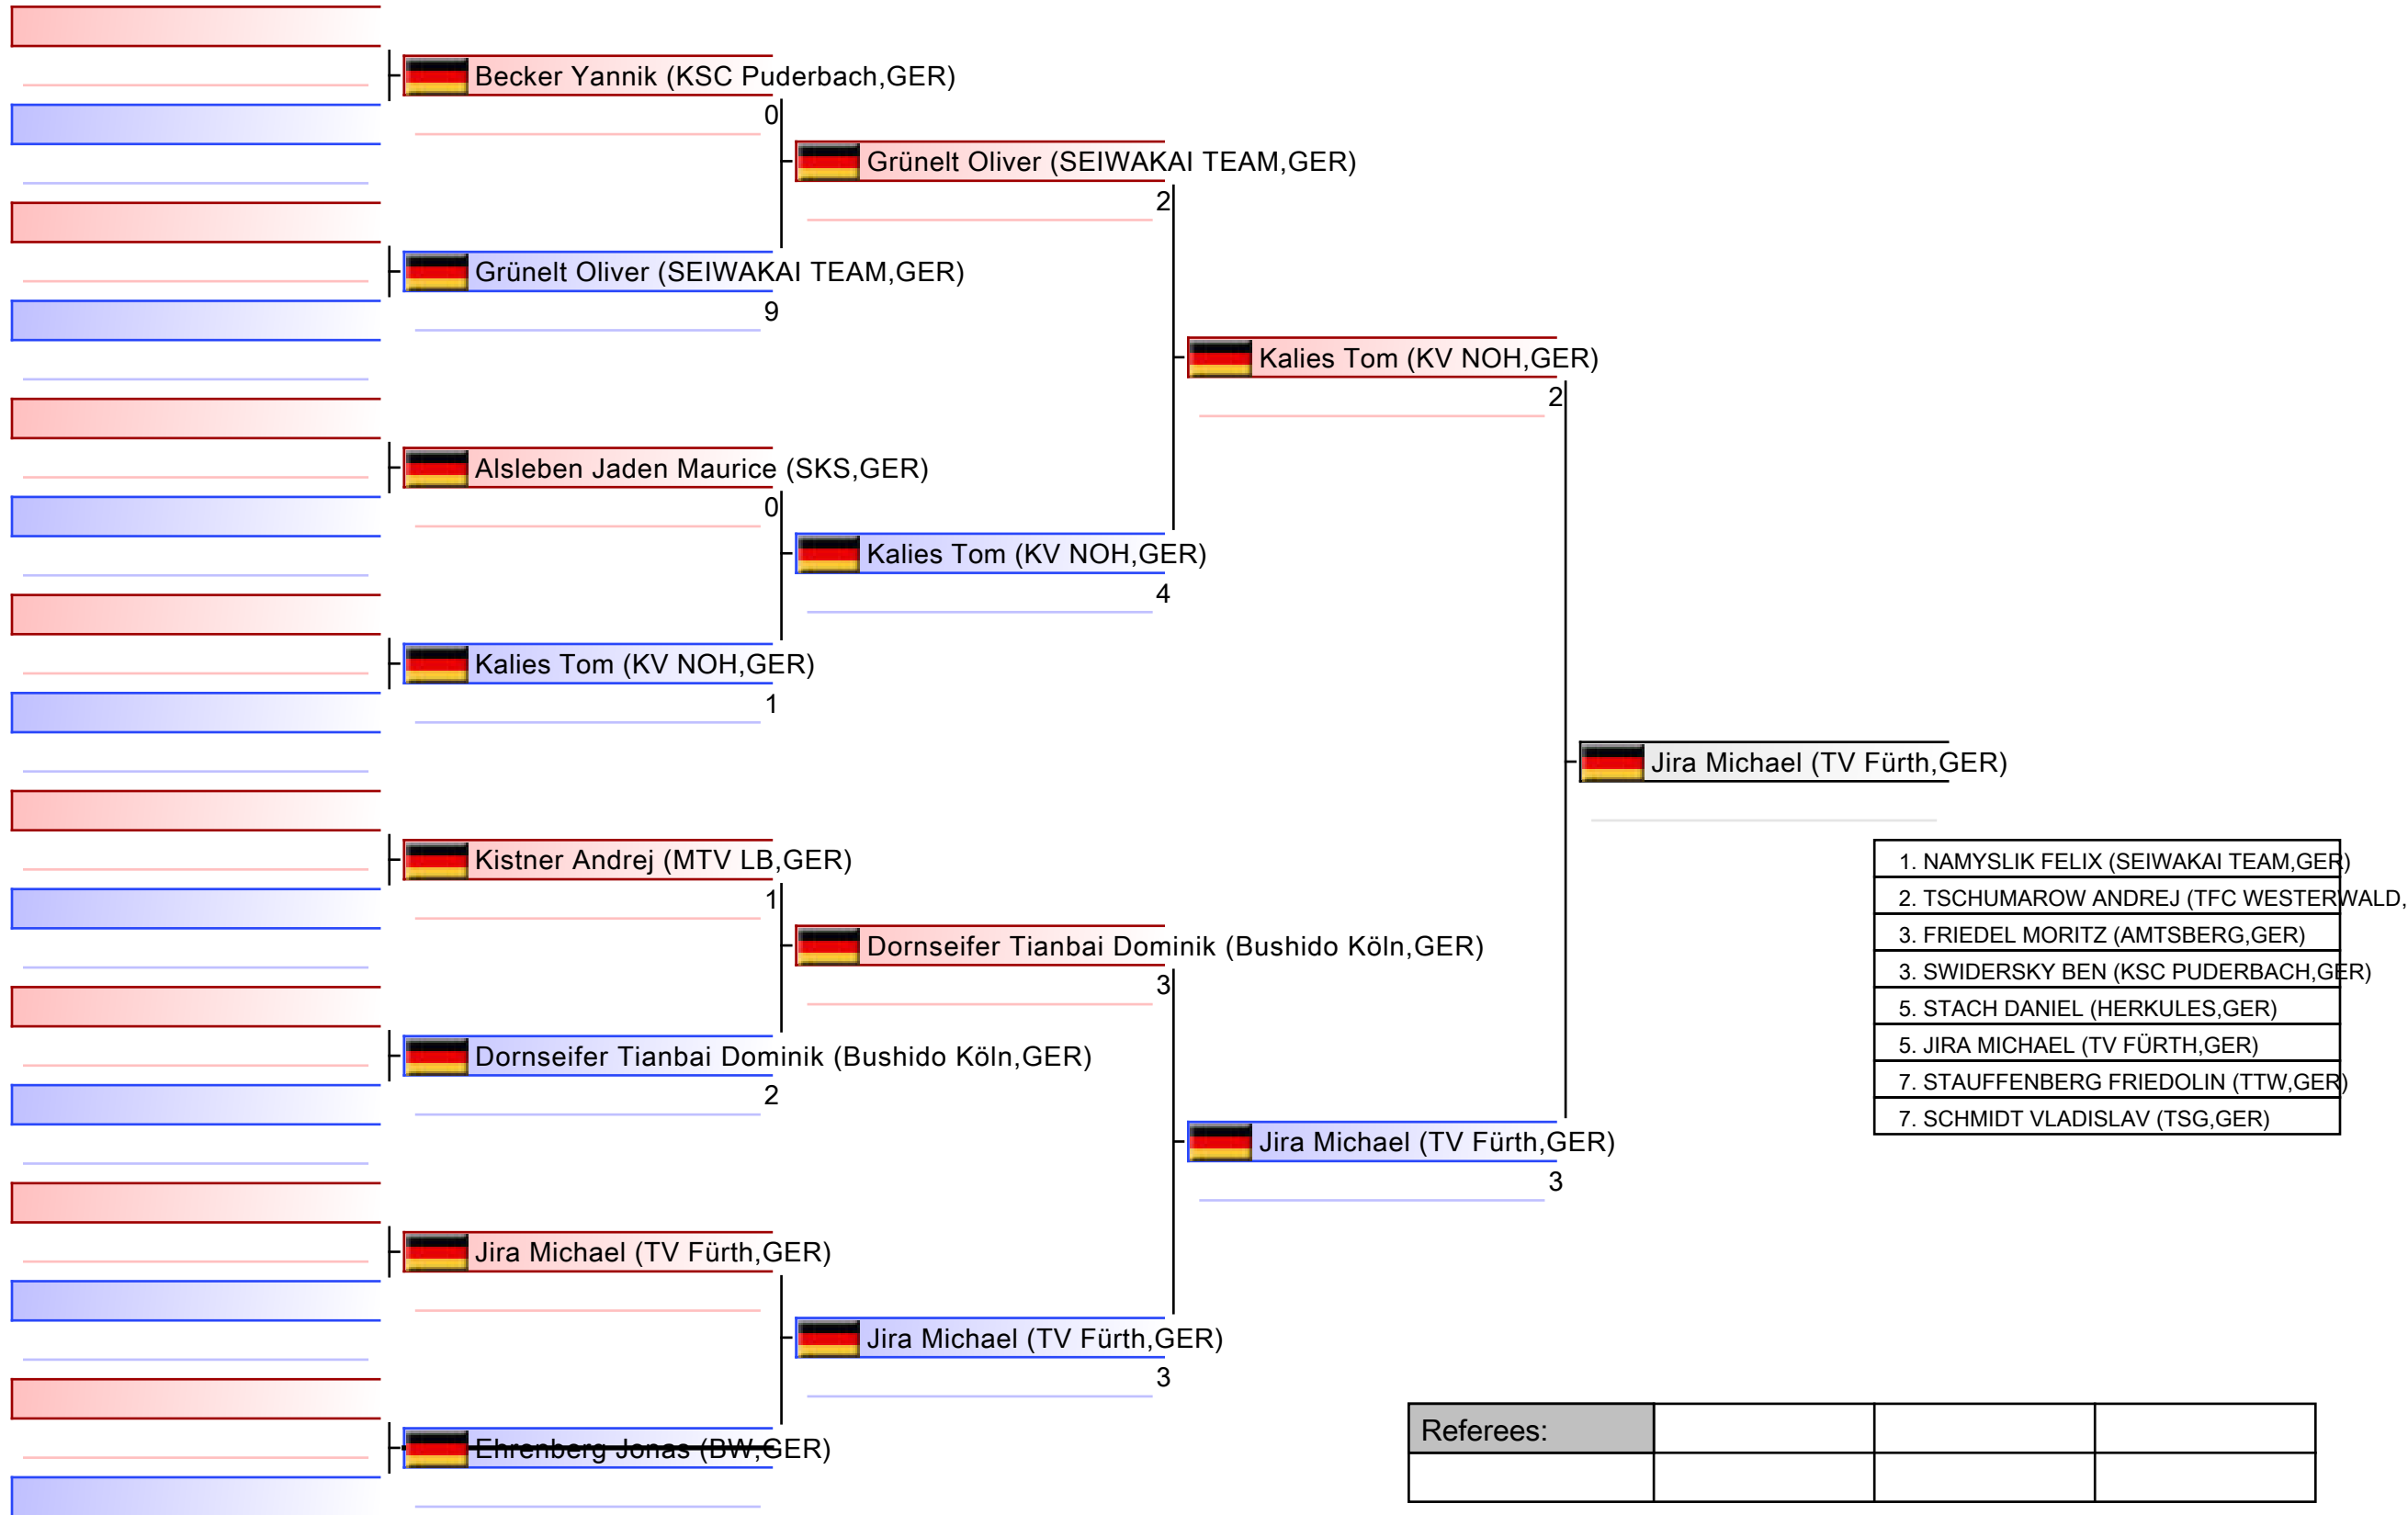 Becker Yannik (KSC Puderbach,GER)
0
Grünelt Oliver (SEIWAKAI TEAM,GER)
2
Grünelt Oliver (SEIWAKAI TEAM,GER)
9
Kalies Tom (KV NOH,GER)
2
Alsleben Jaden Maurice (SKS,GER)
0
Kalies Tom (KV NOH,GER)
4
Kalies Tom (KV NOH,GER)
1
Jira Michael (TV Fürth,GER)
Kistner Andrej (MTV LB,GER)
1
Dornseifer Tianbai Dominik (Bushido Köln,GER)
3
Dornseifer Tianbai Dominik (Bushido Köln,GER)
2
Jira Michael (TV Fürth,GER)
3
Jira Michael (TV Fürth,GER)
Jira Michael (TV Fürth,GER)
3
Ehrenberg Jonas (BW,GER)
1. NAMYSLIK FELIX (SEIWAKAI TEAM,GER)
2. TSCHUMAROW ANDREJ (TFC WESTERWALD,
3. FRIEDEL MORITZ (AMTSBERG,GER)
3. SWIDERSKY BEN (KSC PUDERBACH,GER)
5. STACH DANIEL (HERKULES,GER)
5. JIRA MICHAEL (TV FÜRTH,GER)
7. STAUFFENBERG FRIEDOLIN (TTW,GER)
7. SCHMIDT VLADISLAV (TSG,GER)
Referees: